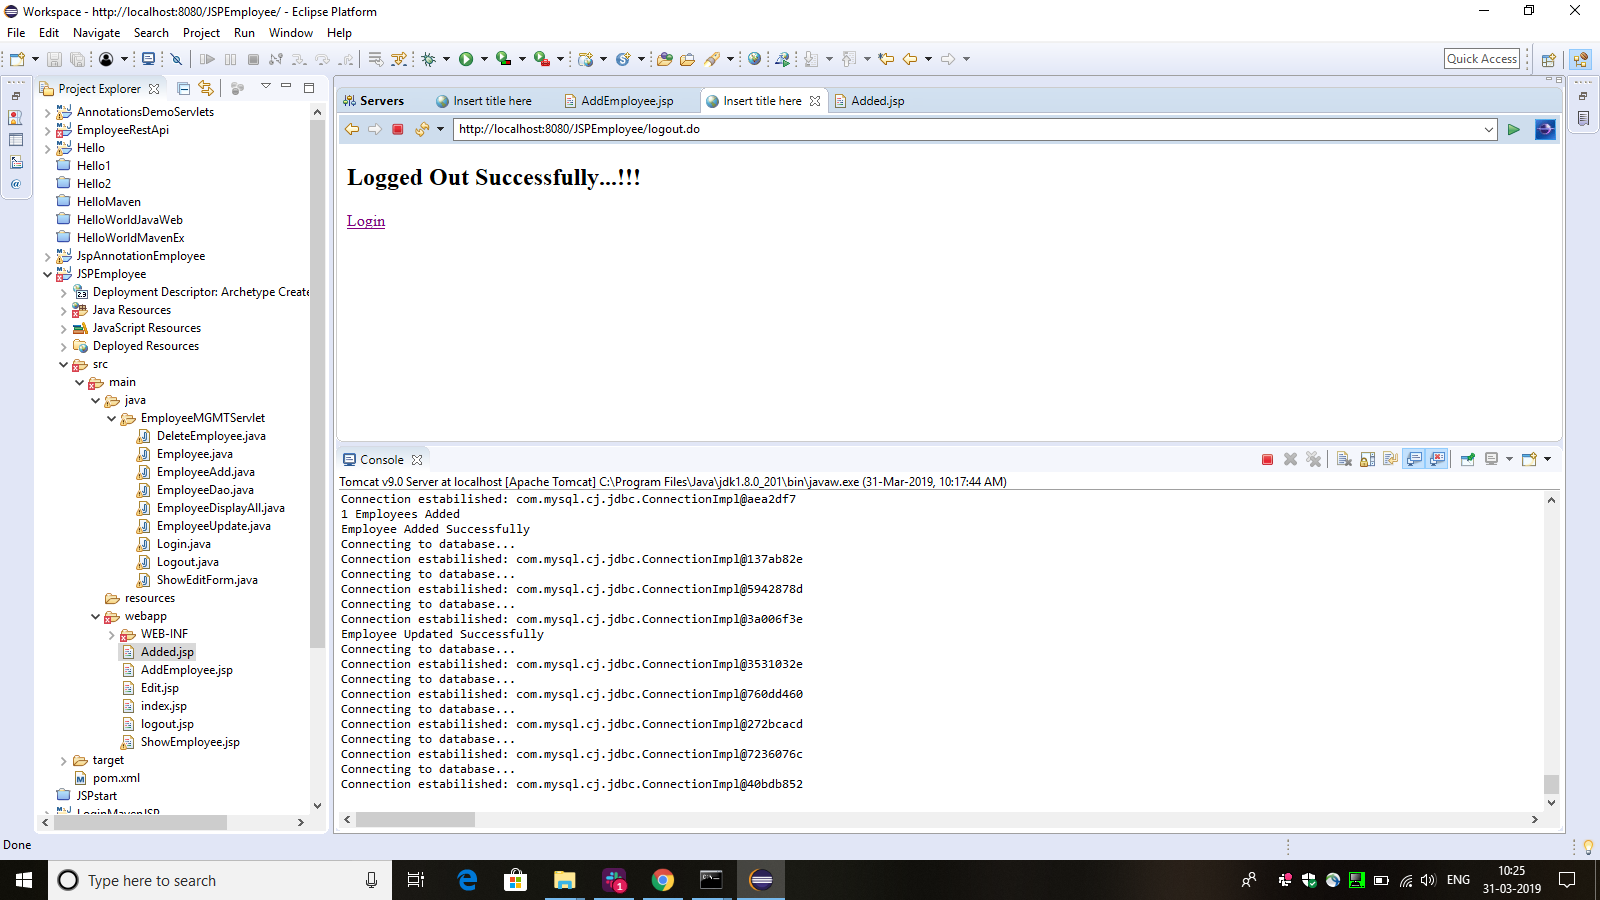 Workspace - http://localhost:8080/JSPEmployee/ - Eclipse Platform
File Edit Navigate Search Project Run Window Help
Quick Access
Project Explorer
AnnotationsDemoServlets
EmployeeRestApi
Hello
Hello1
Hello2
HelloMaven
HelloWorldJavaWeb
HelloWorldMavenEx
JspAnnotationEmployee
JSPEmployee
Deployment Descriptor: Archetype Create
Java Resources
JavaScript Resources
Deployed Resources
src
main
java
EmployeeMGMTServlet
DeleteEmployee.java
Employee.java
EmployeeAdd.java
EmployeeDao.java
EmployeeDisplayAll.java
EmployeeUpdate.java
Login.java
Logout.java
ShowEditForm.java
resources
webapp
WEB-INF
Added.jsp
AddEmployee.jsp
Edit.jsp
index.jsp
logout.jsp
ShowEmployee.jsp
target
pom.xml
JSPstart
LoginMavenJSP
Servers Insert title here AddEmployee.jsp Insert title here Added.jsp
http://localhost:8080/JSPEmployee/logout.do
Logged Out Successfully...!!!
Login
Console
Tomcat v9.0 Server at localhost [Apache Tomcat] C:\Program Files\Java\jdk1.8.0_201\bin\javaw.exe (31-Mar-2019, 10:17:44 AM)
Connection estabilished: com.mysql.cj.jdbc.ConnectionImpl@aea2df7
1 Employees Added
Employee Added Successfully
Connecting to database...
Connection estabilished: com.mysql.cj.jdbc.ConnectionImpl@137ab82e
Connecting to database...
Connection estabilished: com.mysql.cj.jdbc.ConnectionImpl@5942878d
Connecting to database...
Connection estabilished: com.mysql.cj.jdbc.ConnectionImpl@3a006f3e
Employee Updated Successfully
Connecting to database...
Connection estabilished: com.mysql.cj.jdbc.ConnectionImpl@3531032e
Connecting to database...
Connection estabilished: com.mysql.cj.jdbc.ConnectionImpl@760dd460
Connecting to database...
Connection estabilished: com.mysql.cj.jdbc.ConnectionImpl@272bcacd
Connecting to database...
Connection estabilished: com.mysql.cj.jdbc.ConnectionImpl@7236076c
Connecting to database...
Connection estabilished: com.mysql.cj.jdbc.ConnectionImpl@40bdb852
Done
Type here to search
1
ENG
10:25
31-03-2019